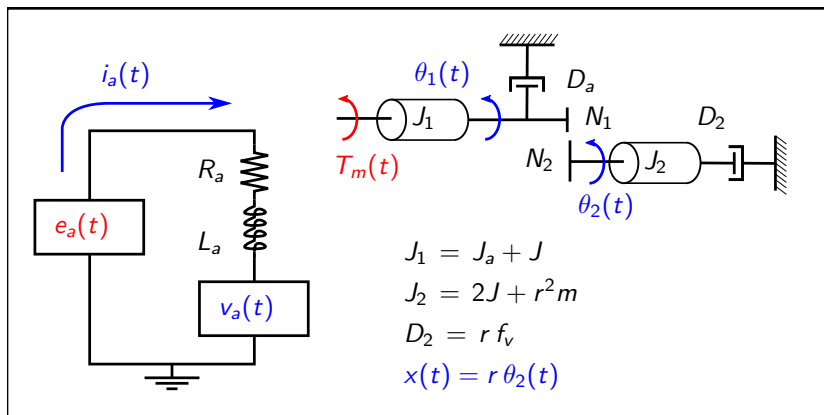 i_a(t)
R_a
e_a(t)
L_a
v_a(t)
θ_1(t)
D_a
J_1
N_1
T_m(t)
D_2
N_2
J_2
θ_2(t)
J_1 = J_a + J
J_2 = 2J + r^2 m
D_2 = r f_v
x(t) = r θ_2(t)